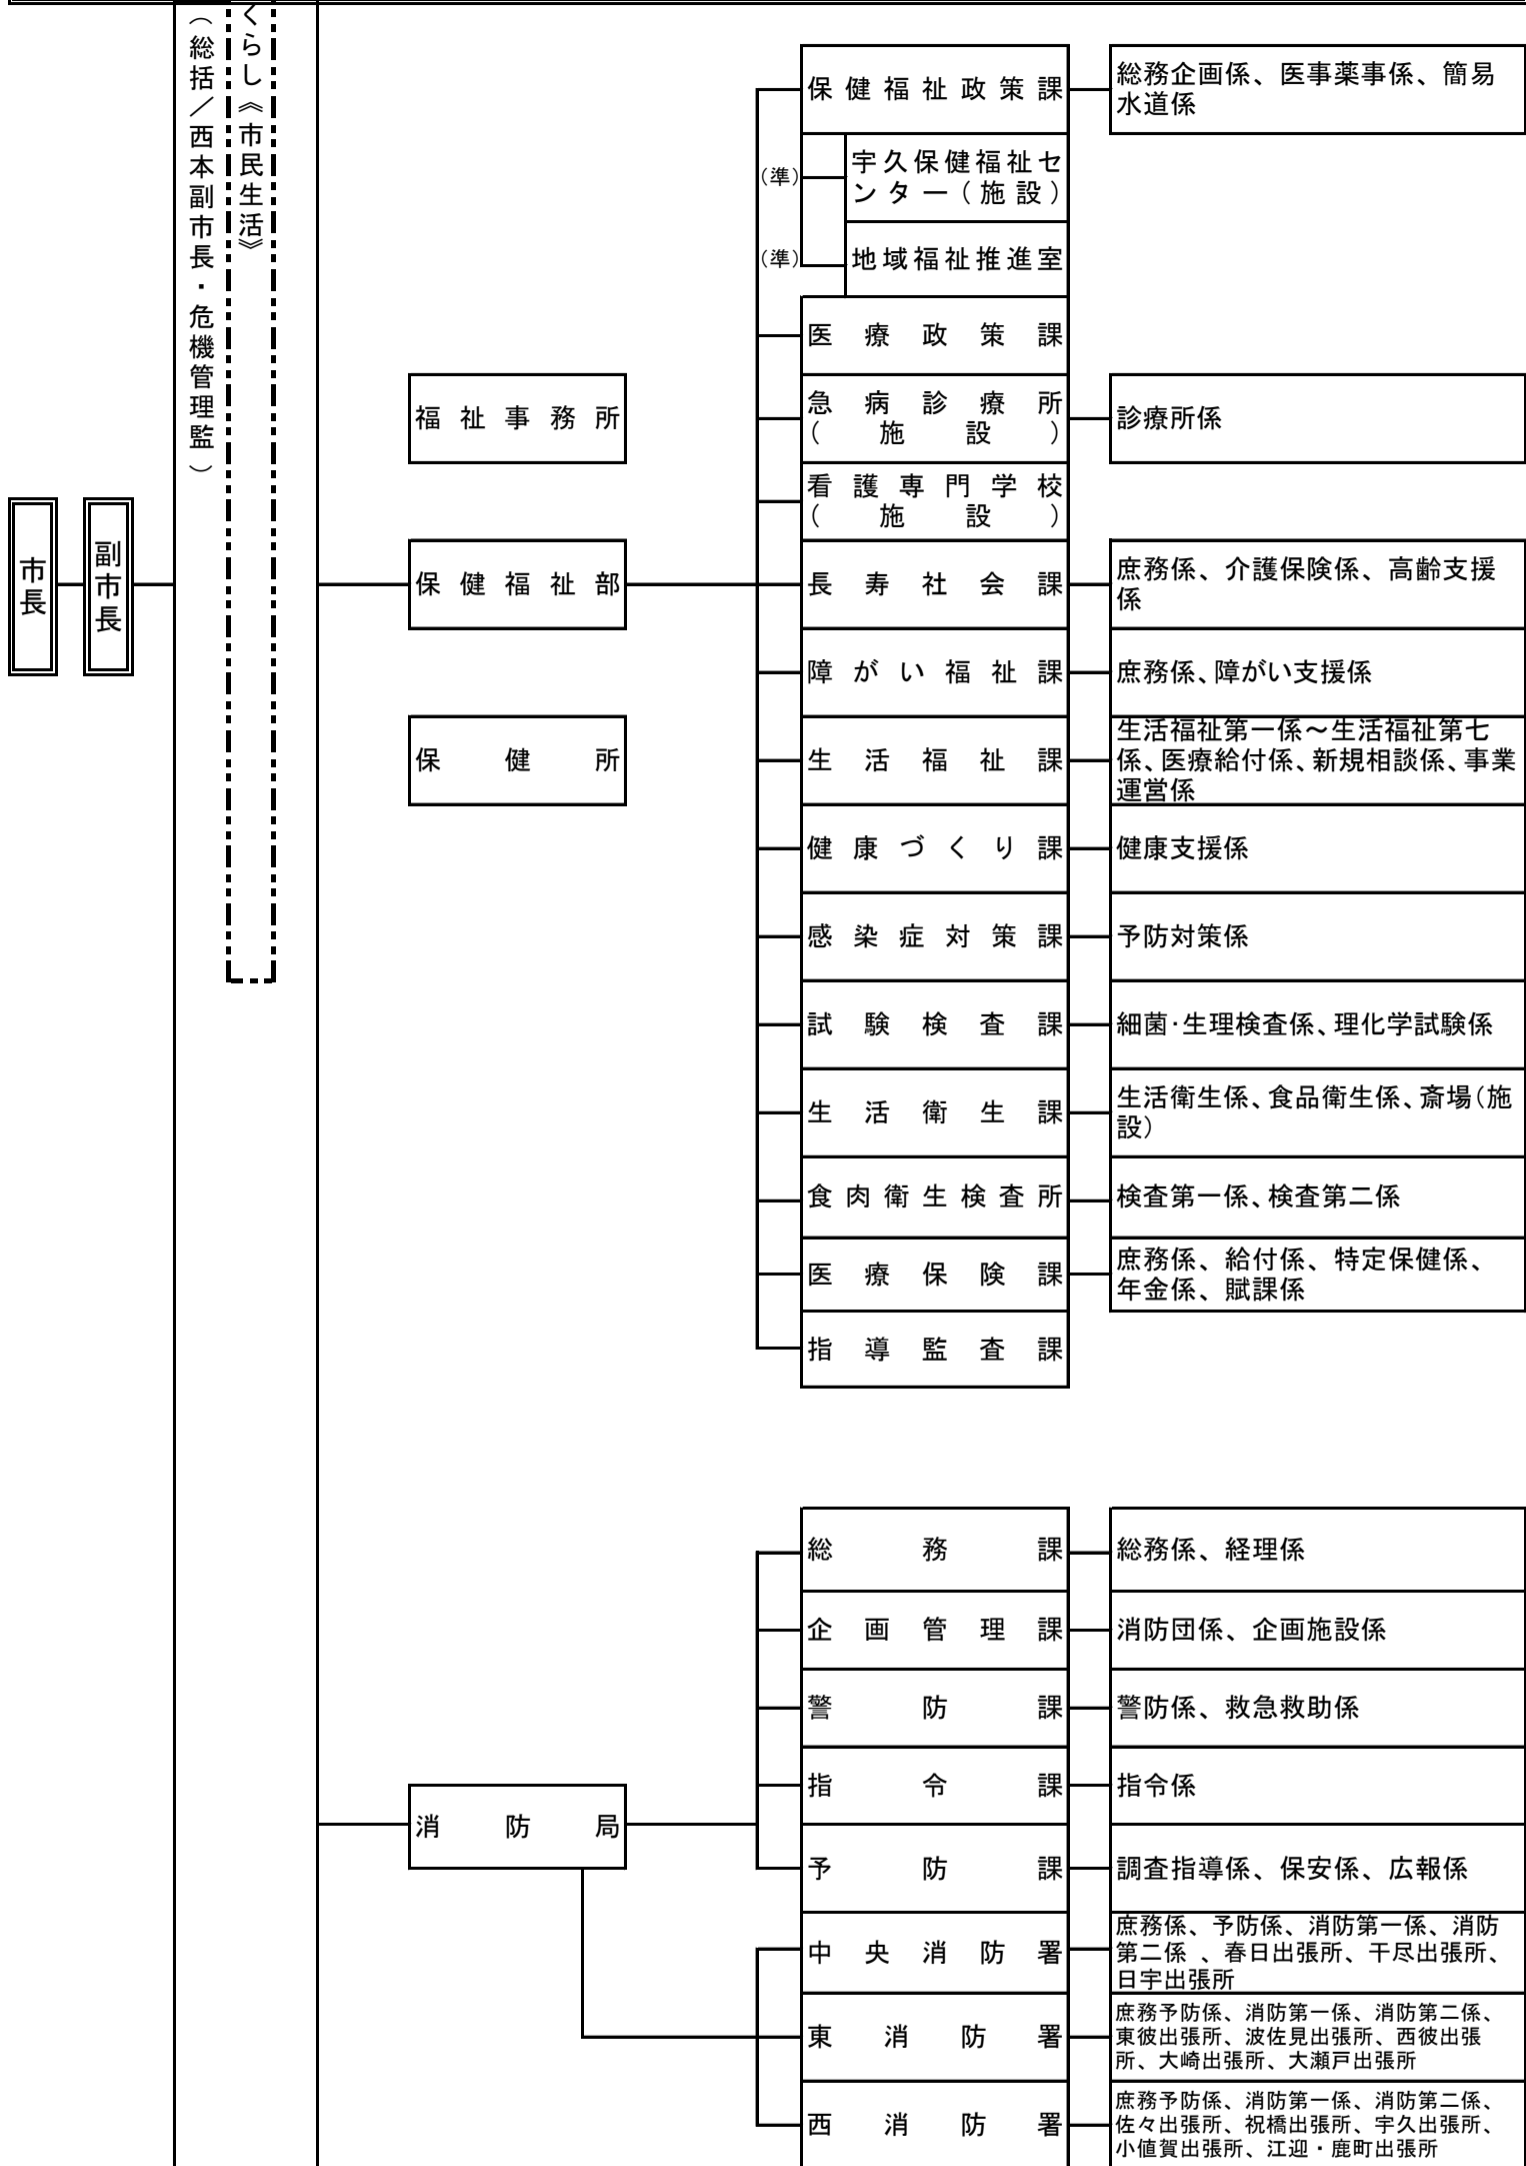 市長
副市長
（総括／西本副市長・危機管理監）
くらし《市民生活》
福祉事務所
保健福祉部
保健所
保健福祉政策課
総務企画係、医事薬事係、簡易
水道係
（準）
宇久保健福祉セ
ンター（施設）
（準）
地域福祉推進室
医療政策課
急病診療所
（施設）
診療所係
看護専門学校
（施設）
長寿社会課
庶務係、介護保険係、高齢支援
係
障がい福祉課
庶務係、障がい支援係
生活福祉課
生活福祉第一係～生活福祉第七
係、医療給付係、新規相談係、事業
運営係
健康づくり課
健康支援係
感染症対策課
予防対策係
試験検査課
細菌･生理検査係、理化学試験係
生活衛生課
生活衛生係、食品衛生係、斎場（施
設）
食肉衛生検査所
検査第一係、検査第二係
医療保険課
庶務係、給付係、特定保健係、
年金係、賦課係
指導監査課
消防局
総務課
総務係、経理係
企画管理課
消防団係、企画施設係
警防課
警防係、救急救助係
指令課
指令係
予防課
調査指導係、保安係、広報係
中央消防署
庶務係、予防係、消防第一係、消防
第二係 、春日出張所、干尽出張所、
日宇出張所
東消防署
庶務予防係、消防第一係、消防第二係、
東彼出張所、波佐見出張所、西彼出張
所、大崎出張所、大瀬戸出張所
西消防署
庶務予防係、消防第一係、消防第二係、
佐々出張所、祝橋出張所、宇久出張所、
小値賀出張所、江迎・鹿町出張所